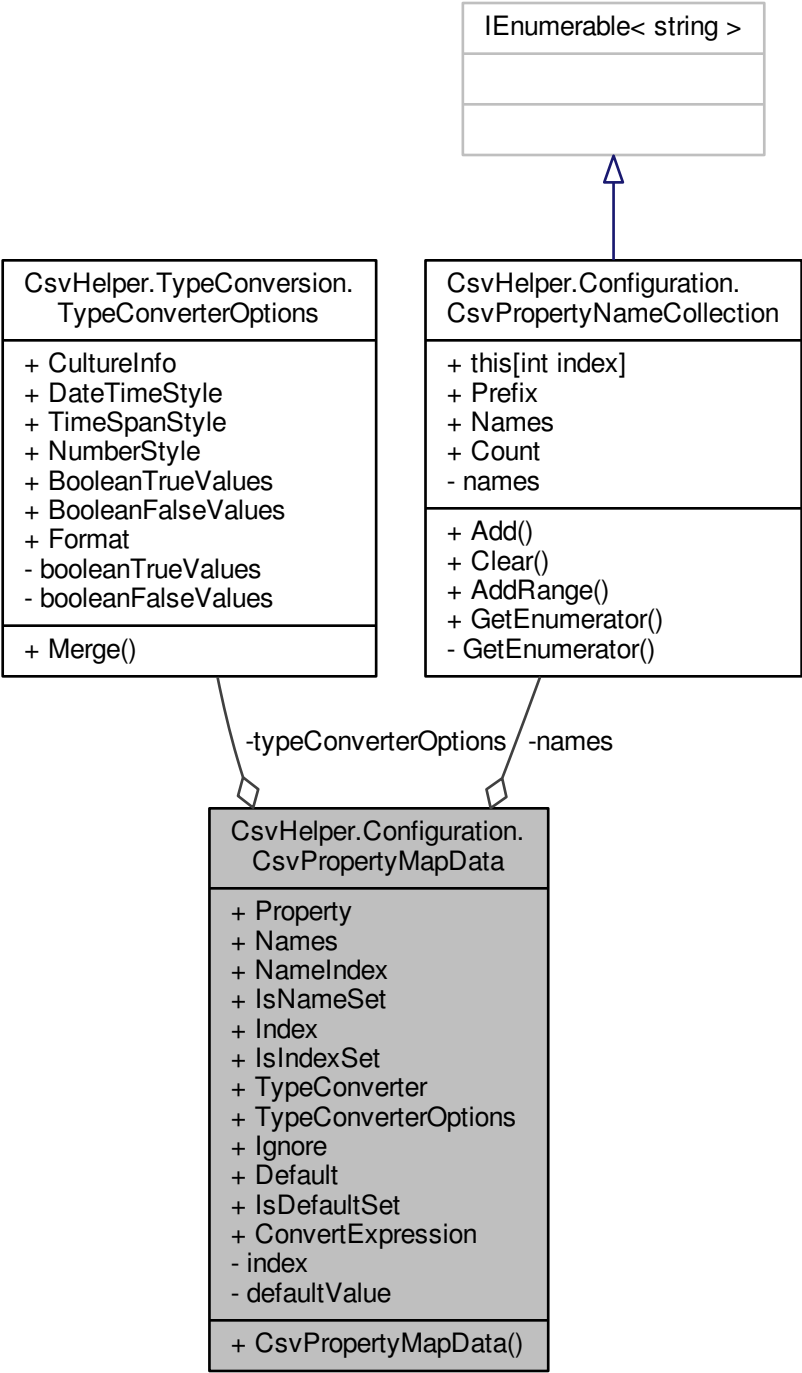 IEnumerable< string >
CsvHelper.TypeConversion.
TypeConverterOptions
+ CultureInfo
+ DateTimeStyle
+ TimeSpanStyle
+ NumberStyle
+ BooleanTrueValues
+ BooleanFalseValues
+ Format
- booleanTrueValues
- booleanFalseValues
+ Merge()
CsvHelper.Configuration.
CsvPropertyNameCollection
+ this[int index]
+ Prefix
+ Names
+ Count
- names
+ Add()
+ Clear()
+ AddRange()
+ GetEnumerator()
- GetEnumerator()
-typeConverterOptions
-names
CsvHelper.Configuration.
CsvPropertyMapData
+ Property
+ Names
+ NameIndex
+ IsNameSet
+ Index
+ IsIndexSet
+ TypeConverter
+ TypeConverterOptions
+ Ignore
+ Default
+ IsDefaultSet
+ ConvertExpression
- index
- defaultValue
+ CsvPropertyMapData()